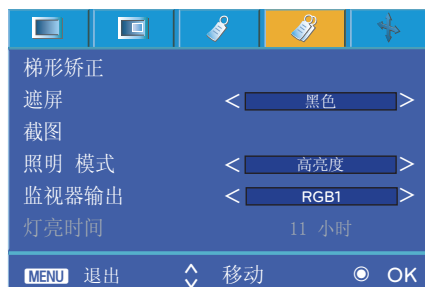 梯形矫正
遮屏 < 黑色 >
截图
照明 模式 < 高亮度 >
监视器输出 < RGB1 >
灯亮时间 11 小时
MENU 退出 移动 OK